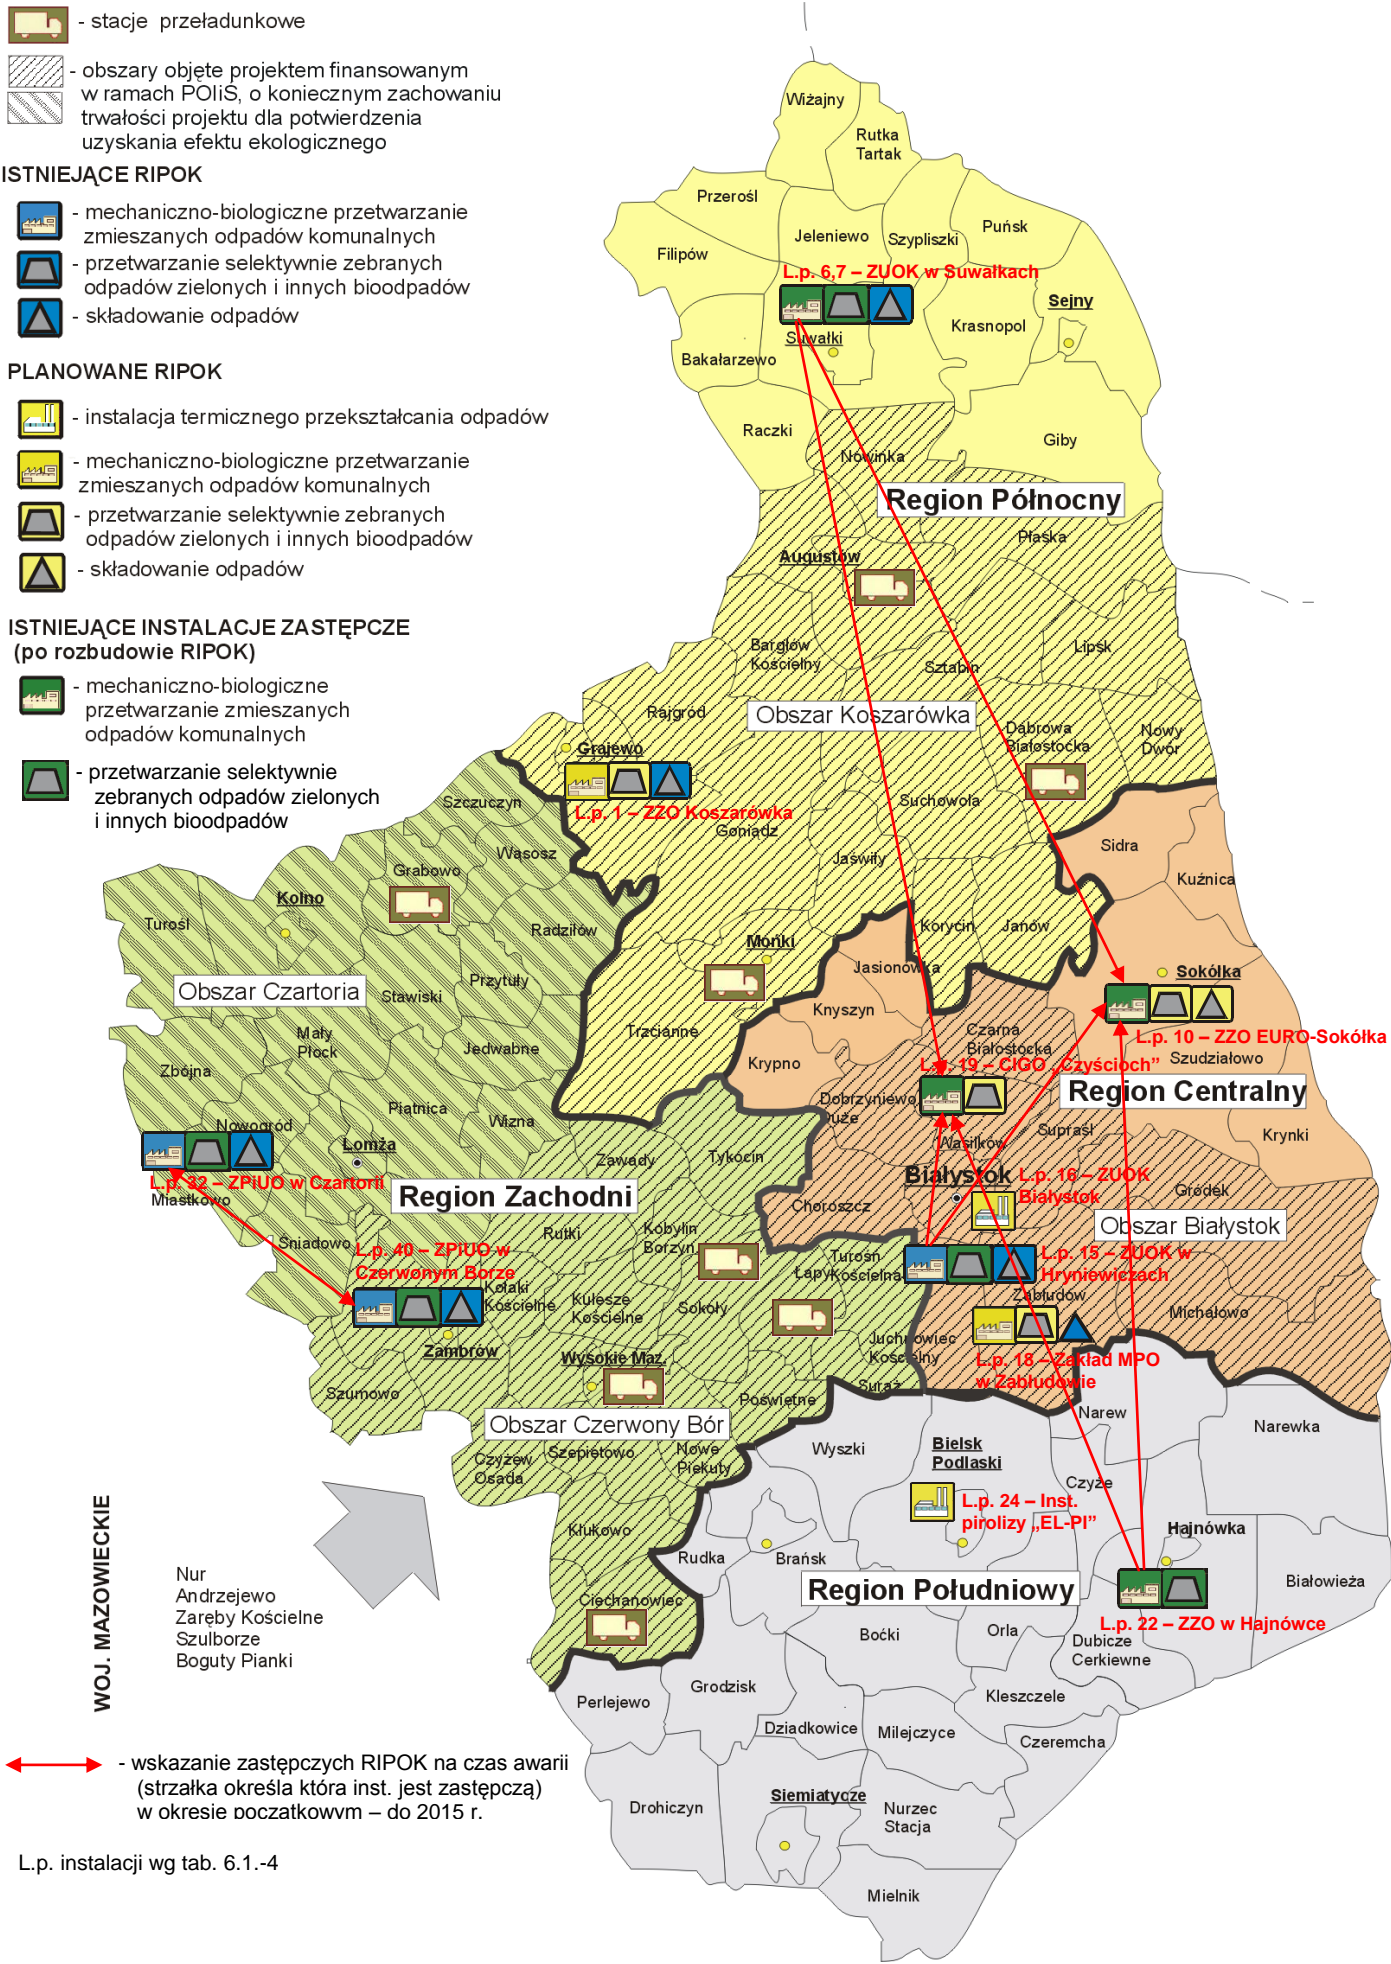 - stacje przeładunkowe
- obszary objęte projektem finansowanym
w ramach POIiŚ, o koniecznym zachowaniu
trwałości projektu dla potwierdzenia
uzyskania efektu ekologicznego
ISTNIEJĄCE RIPOK
- mechaniczno-biologiczne przetwarzanie
zmieszanych odpadów komunalnych
- przetwarzanie selektywnie zebranych
odpadów zielonych i innych bioodpadów
- składowanie odpadów
PLANOWANE RIPOK
- instalacja termicznego przekształcania odpadów
- mechaniczno-biologiczne przetwarzanie
zmieszanych odpadów komunalnych
- przetwarzanie selektywnie zebranych
odpadów zielonych i innych bioodpadów
- składowanie odpadów
ISTNIEJĄCE INSTALACJE ZASTĘPCZE
(po rozbudowie RIPOK)
- mechaniczno-biologiczne
przetwarzanie zmieszanych
odpadów komunalnych
- przetwarzanie selektywnie
zebranych odpadów zielonych
i innych bioodpadów
Wiżajny
Rutka
Tartak
Przerośl
Jeleniewo
Szypliszki
Puńsk
Filipów
L.p. 6,7 – ZUOK w Suwałkach
Sejny
Krasnopol
Suwałki
Bakałarzewo
Raczki
Giby
Nowinka
Region Północny
Płaska
Augustów
Bargłów
Kościelny
Sztabin
Lipsk
Rajgród
Obszar Koszarówka
Dąbrowa
Białostocka
Nowy
Dwór
Grajewo
L.p. 1 – ZZO Koszarówka
Goniądz
Suchowola
Szczuczyn
Wąsosz
Grabowo
Jaświły
Sidra
Kuźnica
Kolno
Turośl
Radziłów
Mońki
Korycin
Janów
Jasionówka
Sokółka
Obszar Czartoria
Stawiski
Przytuły
Knyszyn
Trzcianne
Mały
Płock
Jedwabne
Czarna
Białostocka
L.p. 10 – ZZO EURO-Sokółka
Szudziałowo
Zbójna
Krypno
L.p. 19 – CIGO „Czyścioch”
Region Centralny
Piątnica
Wizna
Dobrzyniewo
Duże
Nowogród
Łomża
Wasilków
Supraśl
Krynki
Zawady
Tykocin
Białystok
L.p. 16 – ZUOK
Białystok
L.p. 32 – ZPiUO w Czartorii
Miastkowo
Region Zachodni
Choroszcz
Gródek
Obszar Białystok
Śniadowo
Rutki
Kobylin
Borzyn.
L.p. 40 – ZPiUO w
Czerwonym Borze
Turośń
Kościelna
Łapy
L.p. 15 – ZUOK w
Hryniewiczach
Kołaki
Kościelne
Kulesze
Kościelne
Sokoły
Zabłudów
Michałowo
Zambrów
Wysokie Maz.
Juchnowiec
Kościelny
L.p. 18 – Zakład MPO
w Zabłudowie
Szumowo
Suraż
Poświętne
Obszar Czerwony Bór
Narew
Narewka
Czyżew
Osada
Szepietowo
Nowe
Piekuty
Wyszki
Bielsk
Podlaski
Czyże
L.p. 24 – Inst.
pirolizy „EL-PI”
Klukowo
Hajnówka
Rudka
Brańsk
Region Południowy
Białowieża
Ciechanowiec
L.p. 22 – ZZO w Hajnówce
Boćki
Orla
Dubicze
Cerkiewne
WOJ. MAZOWIECKIE
Nur
Andrzejewo
Zaręby Kościelne
Szulborze
Boguty Pianki
Perlejewo
Grodzisk
Kleszczele
Dziadkowice
Milejczyce
Czeremcha
- wskazanie zastępczych RIPOK na czas awarii
(strzałka określa która inst. jest zastępczą)
w okresie początkowym – do 2015 r.
Siemiatycze
Drohiczyn
Nurzec
Stacja
L.p. instalacji wg tab. 6.1.-4
Mielnik